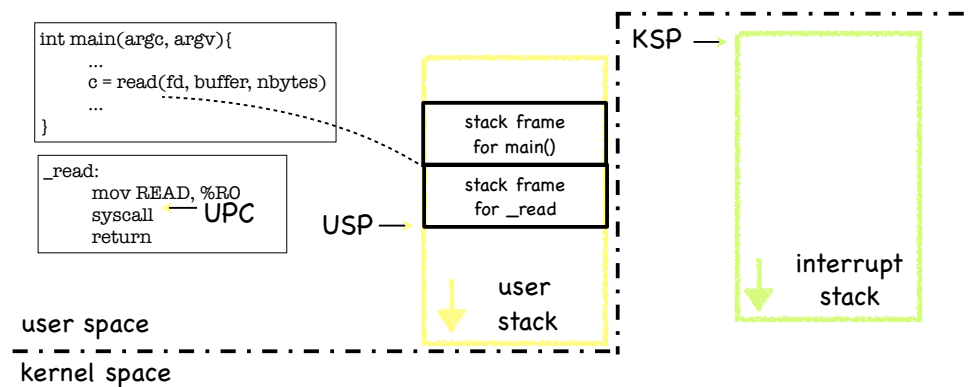 int main(argc, argv){
...
c = read(fd, buffer, nbytes)
...
}
_read:
mov READ, %R0
syscall
return
UPC
stack frame
for main()
stack frame
for _read
USP
user
stack
KSP
interrupt
stack
user space
kernel space